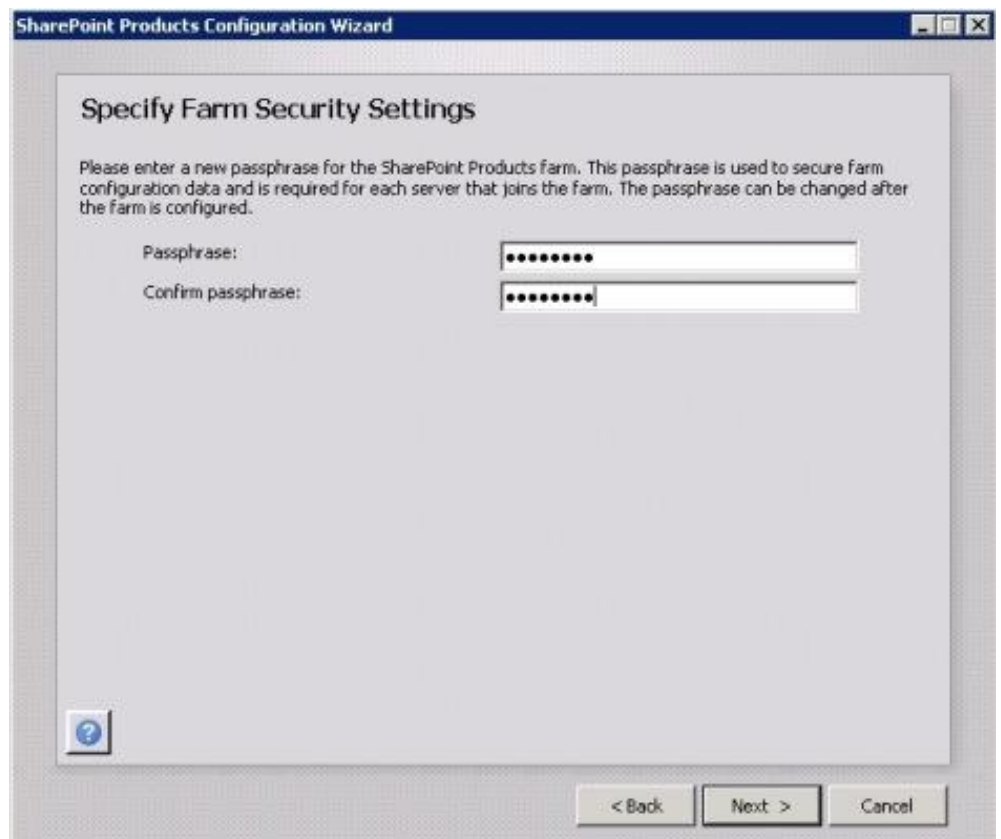 SharePoint Products Configuration Wizard
Specify Farm Security Settings
Please enter a new passphrase for the SharePoint Products farm. This passphrase is used to secure farm
configuration data and is required for each server that joins the farm. The passphrase can be changed after
the farm is configured.
Passphrase:
●●●●●●●●
Confirm passphrase:
●●●●●●●●
?
< Back
Next >
Cancel